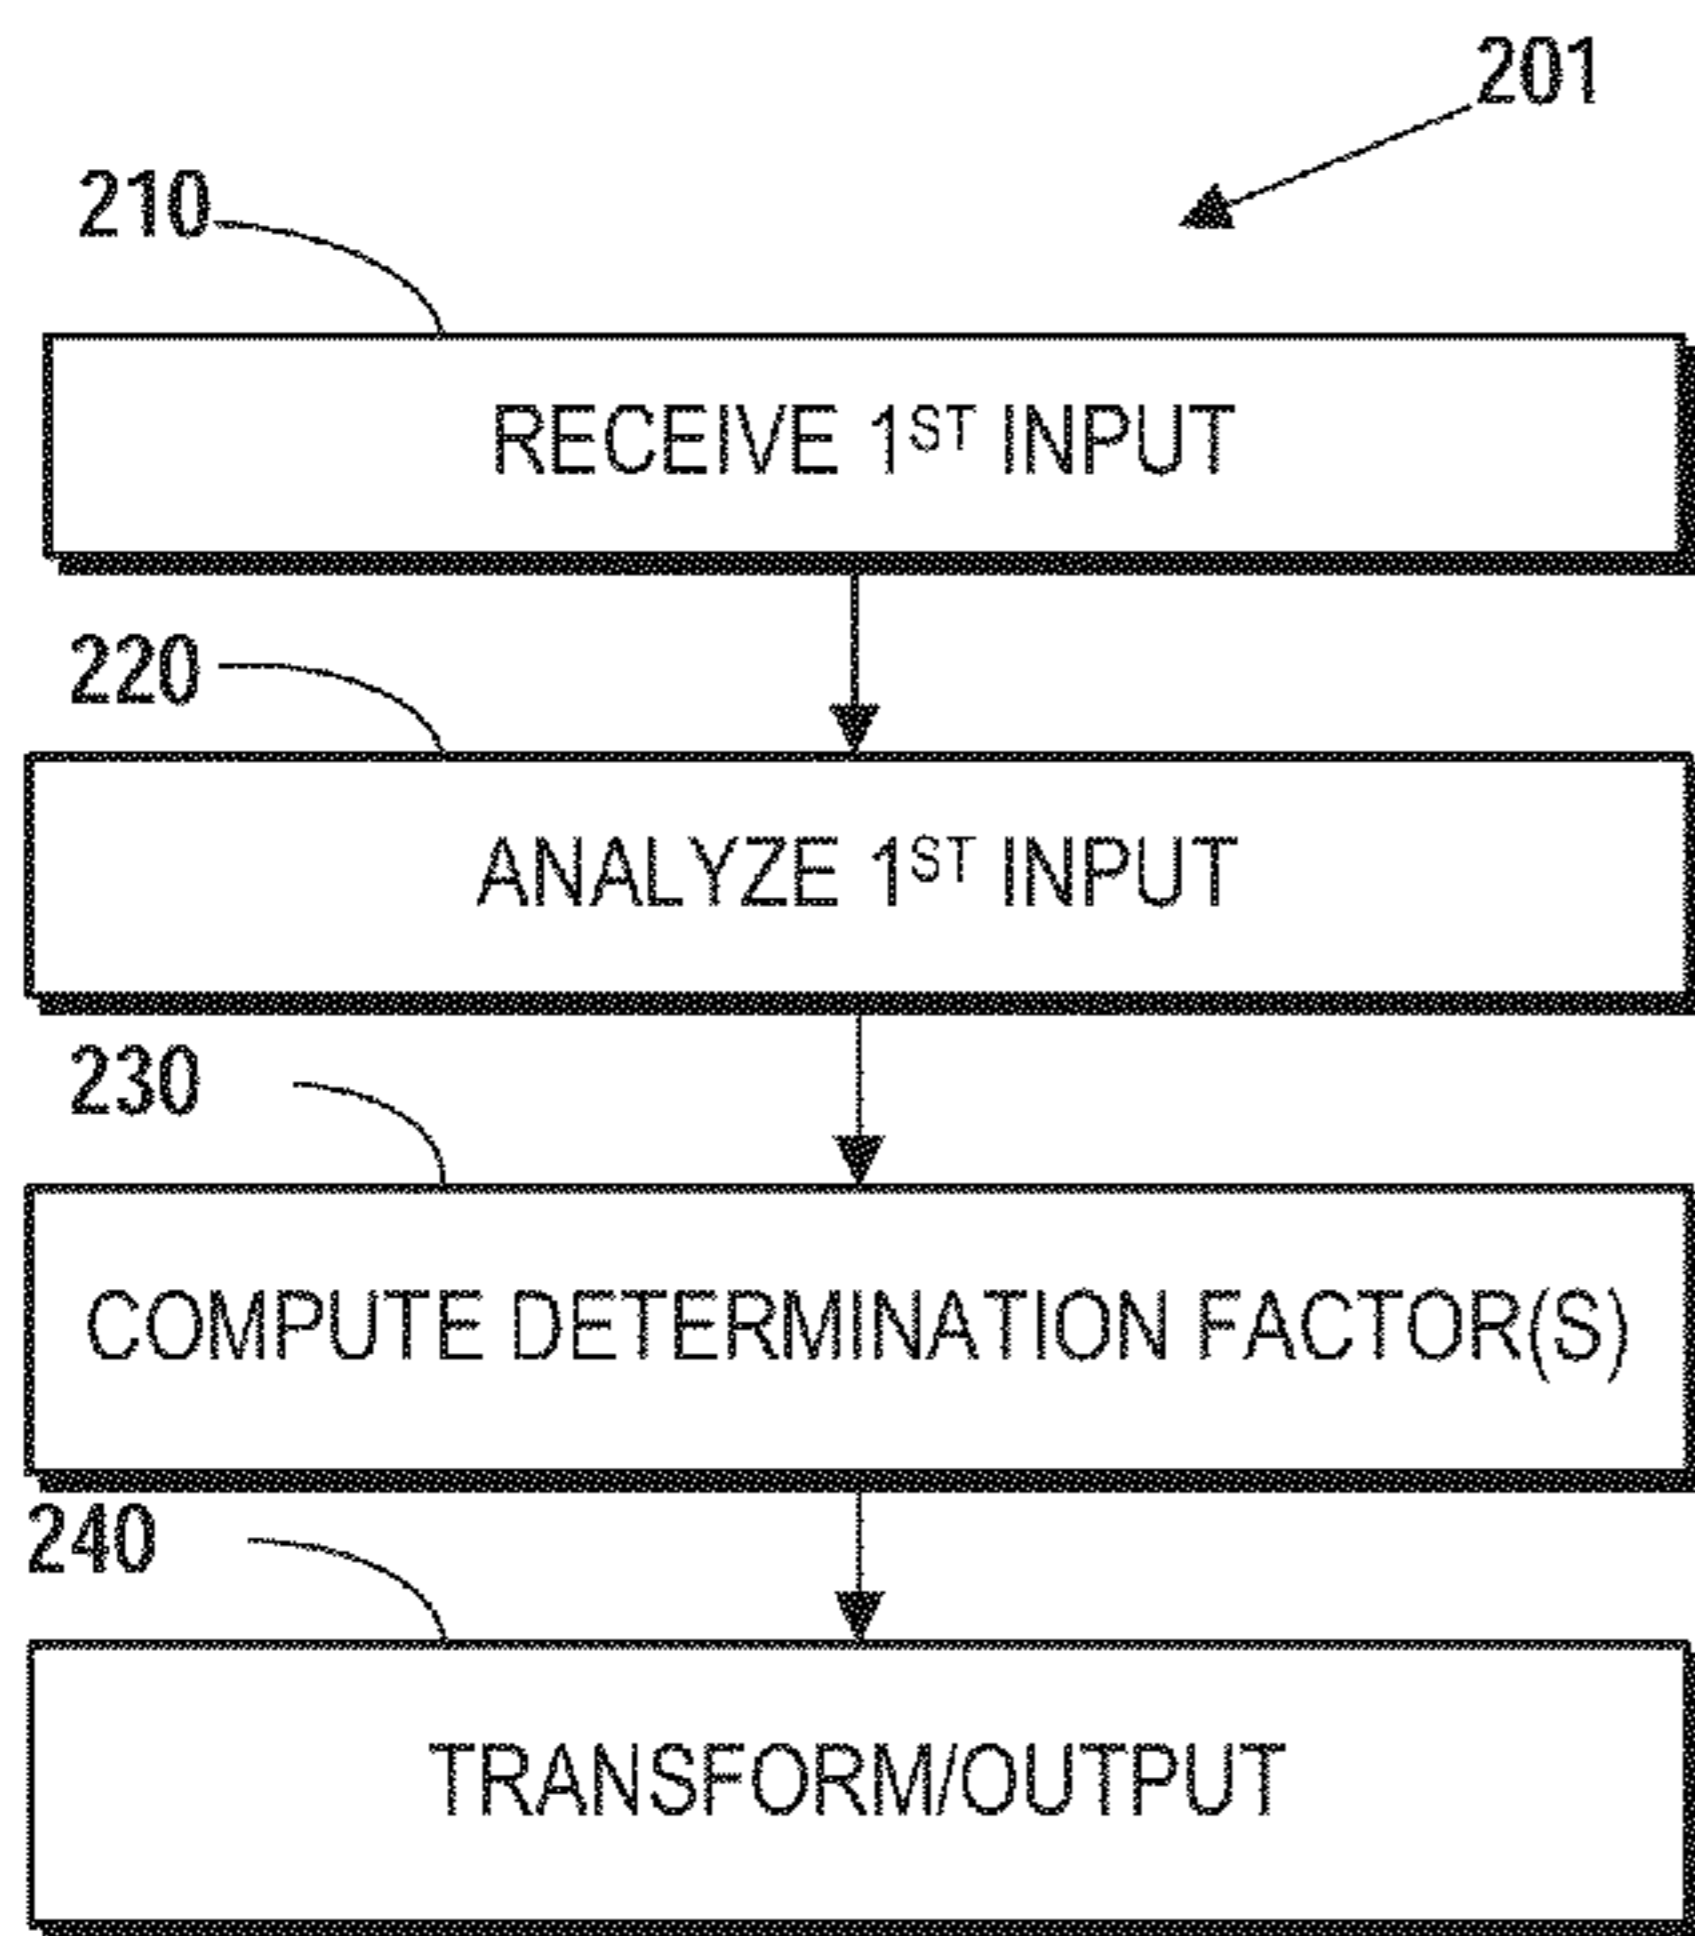 201
210
RECEIVE 1ST INPUT
220
ANALYZE 1ST INPUT
230
COMPUTE DETERMINATION FACTOR(S)
240
TRANSFORM/OUTPUT